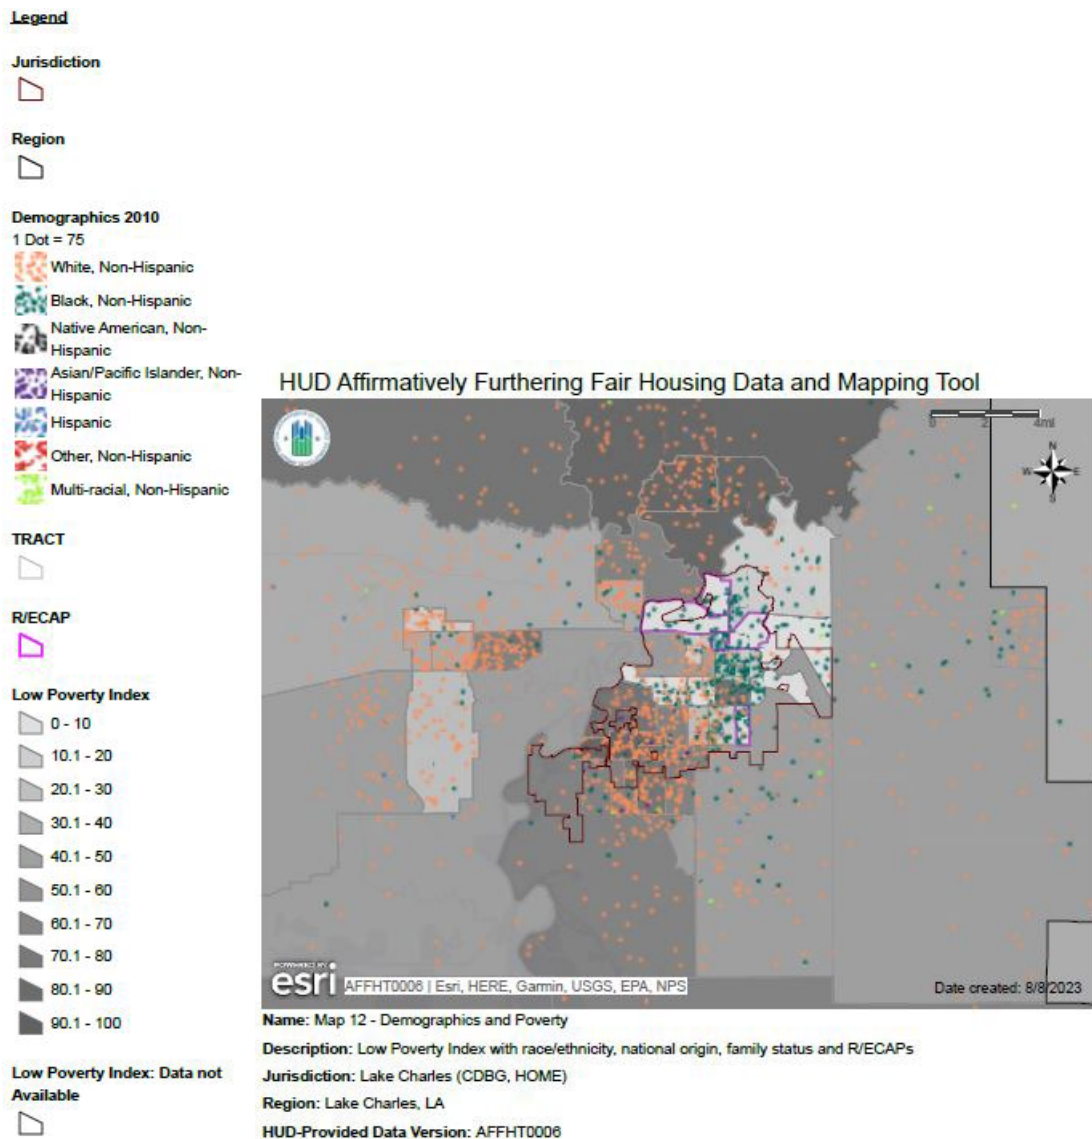 Legend
Jurisdiction
Region
Demographics 2010
1 Dot = 75
White, Non-Hispanic
Black, Non-Hispanic
Native American, Non-
Hispanic
Asian/Pacific Islander, Non-
Hispanic
Hispanic
Other, Non-Hispanic
Multi-racial, Non-Hispanic
TRACT
R/ECAP
Low Poverty Index
0 - 10
10.1 - 20
20.1 - 30
30.1 - 40
40.1 - 50
50.1 - 60
60.1 - 70
70.1 - 80
80.1 - 90
90.1 - 100
Low Poverty Index: Data not
Available
HUD Affirmatively Furthering Fair Housing Data and Mapping Tool
0 2 4mi
N
W E
S
POWERED BY
esri
AFFHT0006 | Esri, HERE, Garmin, USGS, EPA, NPS
Date created: 8/8/2023
Name: Map 12 - Demographics and Poverty
Description: Low Poverty Index with race/ethnicity, national origin, family status and R/ECAPs
Jurisdiction: Lake Charles (CDBG, HOME)
Region: Lake Charles, LA
HUD-Provided Data Version: AFFHT0006